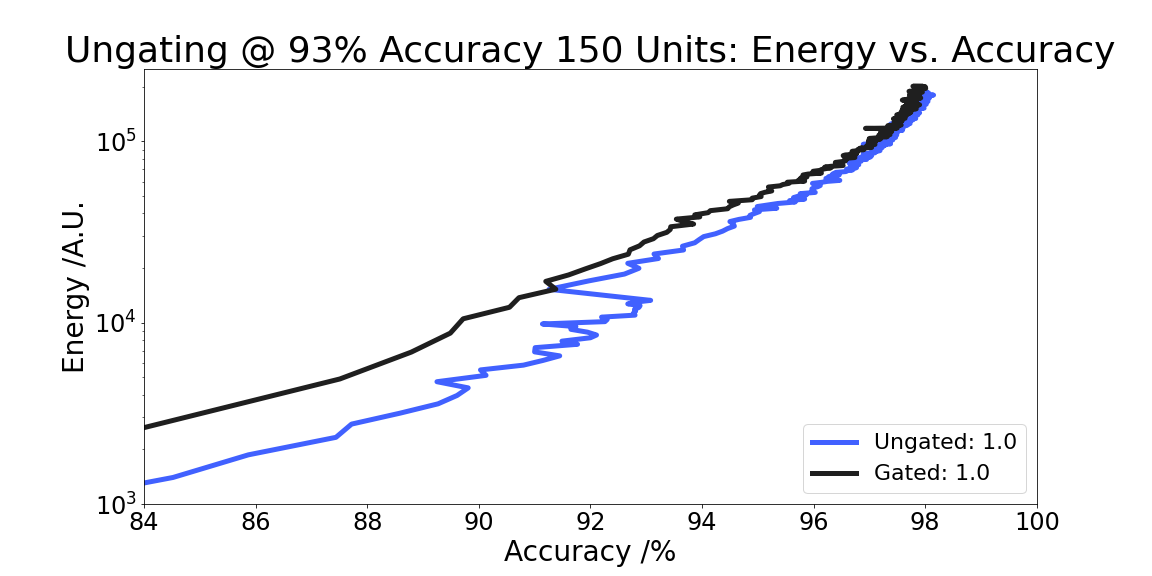 Ungating @ 93% Accuracy 150 Units: Energy vs. Accuracy
Energy /A.U.
10^5
10^4
10^3
84 86 88 90 92 94 96 98 100
Accuracy /%
Ungated: 1.0
Gated: 1.0